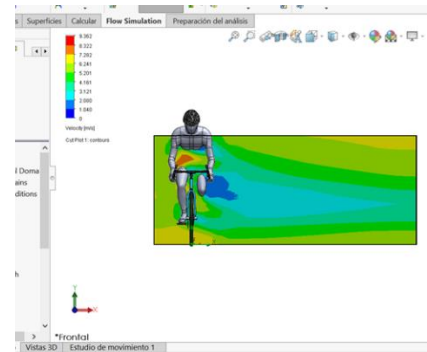 s Superficies Calcular Flow Simulation Preparación del análisis
9.362
8.322
7.282
6.241
5.201
4.161
3.121
2.080
1.040
0
Velocity [m/s]
Cut Plot 1: contours
l Doma
ains
ditions
h
Y
X
*Frontal
Vistas 3D Estudio de movimiento 1